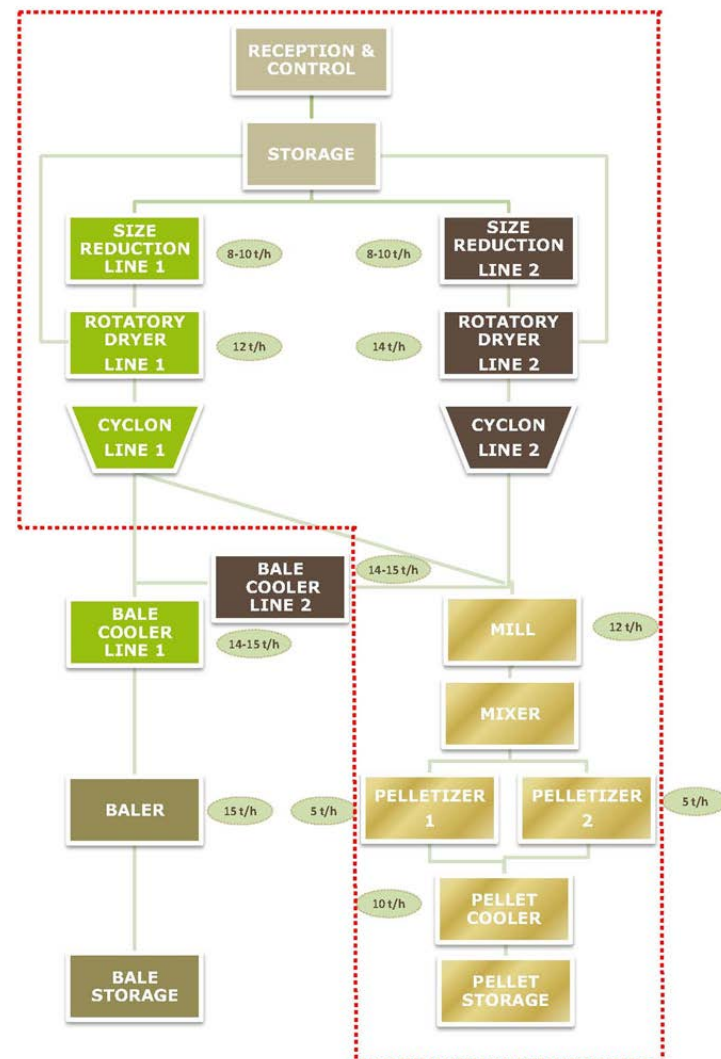 RECEPTION &
CONTROL
STORAGE
SIZE
REDUCTION
LINE 1
8-10 t/h
8-10 t/h
SIZE
REDUCTION
LINE 2
ROTATORY
DRYER
LINE 1
12 t/h
14 t/h
ROTATORY
DRYER
LINE 2
CYCLON
LINE 1
CYCLON
LINE 2
BALE
COOLER
LINE 2
14-15 t/h
BALE
COOLER
LINE 1
14-15 t/h
MILL
12 t/h
MIXER
BALER
15 t/h
5 t/h
PELLETIZER
1
PELLETIZER
2
5 t/h
10 t/h
PELLET
COOLER
BALE
STORAGE
PELLET
STORAGE